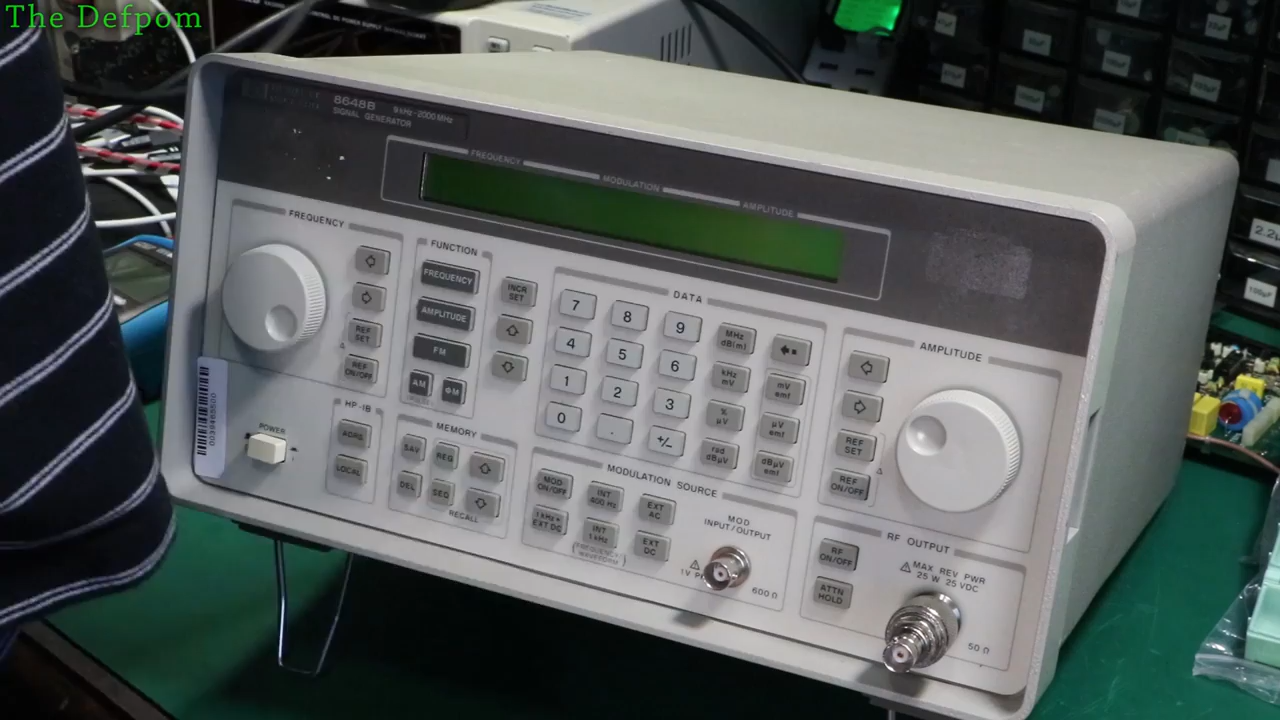 The Defpom
8648B 9 kHz-2000 MHz
SIGNAL GENERATOR
FREQUENCY
MODULATION
AMPLITUDE
FREQUENCY
REF SET
REF ON/OFF
FUNCTION
FREQUENCY
AMPLITUDE
FM
AM
ΦM
INCR SET
DATA
7 8 9
MHz dB(m)
4 5 6
kHz mV
mV emf
1 2 3
% µV
µV emf
0 . +/-
rad dBµV
dBµV emf
AMPLITUDE
REF SET
REF ON/OFF
POWER
0039465500
HP-IB
ADRS
LOCAL
MEMORY
SAV REG
DEL SEQ
RECALL
MODULATION SOURCE
MOD ON/OFF
INT 400 Hz
EXT AC
1 kHz+ EXT DC
INT 1 kHz
EXT DC
MOD
INPUT/OUTPUT
600 Ω
RF OUTPUT
RF ON/OFF
ATTN HOLD
MAX REV PWR
25 W 25 VDC
50 Ω